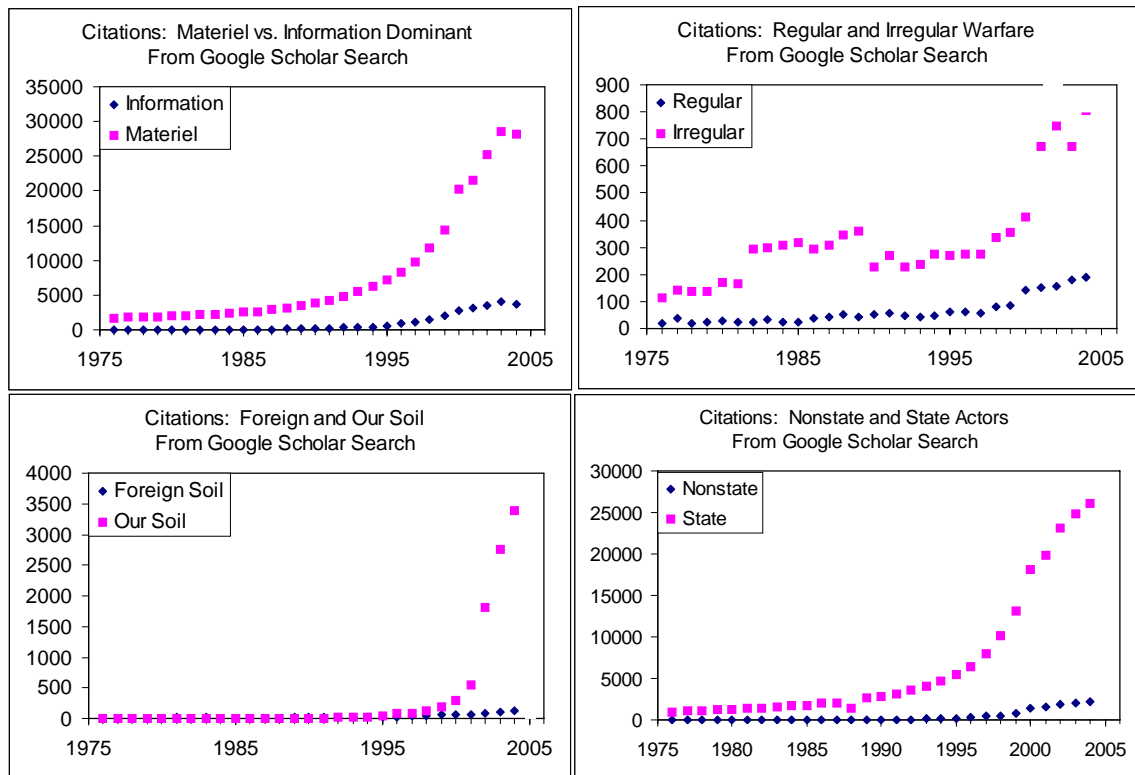 Citations: Materiel vs. Information Dominant
From Google Scholar Search
35000
30000
25000
20000
15000
10000
5000
0
Information
Materiel
1975 1985 1995 2005
Citations: Regular and Irregular Warfare
From Google Scholar Search
900
800
700
600
500
400
300
200
100
0
Regular
Irregular
1975 1985 1995 2005
Citations: Foreign and Our Soil
From Google Scholar Search
4000
3500
3000
2500
2000
1500
1000
500
0
Foreign Soil
Our Soil
1975 1985 1995 2005
Citations: Nonstate and State Actors
From Google Scholar Search
30000
25000
20000
15000
10000
5000
0
Nonstate
State
1975 1980 1985 1990 1995 2000 2005